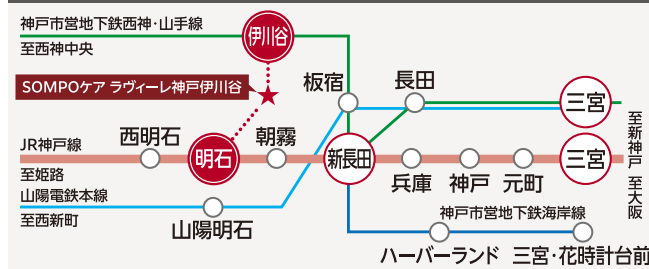 神戸市営地下鉄西神･山手線
至西神中央
伊川谷
SOMPOケア ラヴィーレ神戸伊川谷
板宿
長田
三宮
至新神戸
JR神戸線
西明石
明石
朝霧
新長田
兵庫
神戸
元町
三宮
至大阪
至姫路
山陽電鉄本線
至西新町
山陽明石
神戸市営地下鉄海岸線
ハーバーランド
三宮･花時計台前